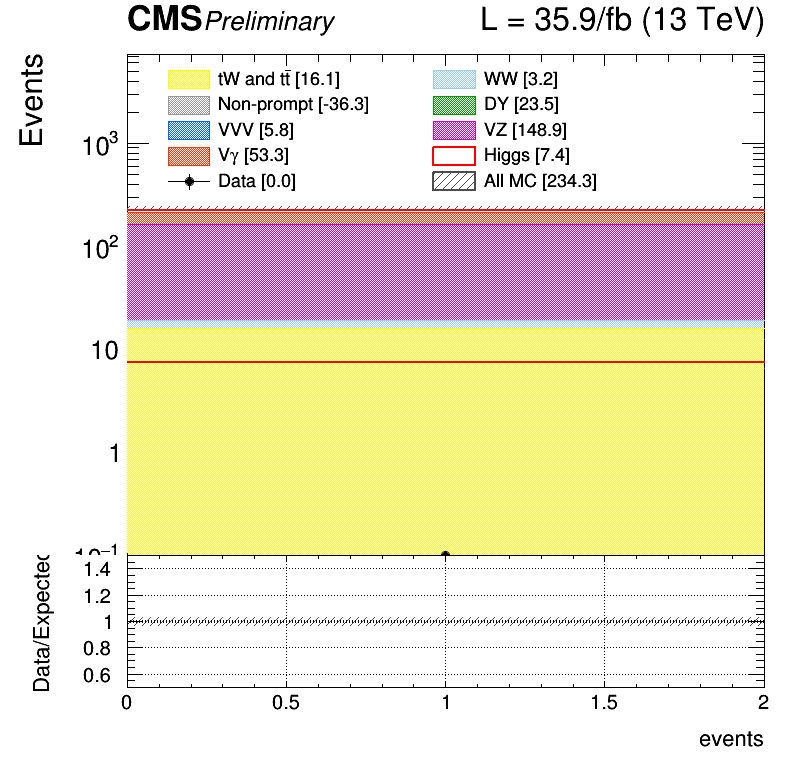 CMS Preliminary L = 35.9/fb (13 TeV)
Events
tW and tt̄ [16.1] WW [3.2]
Non-prompt [-36.3] DY [23.5]
VVV [5.8] VZ [148.9]
Vγ [53.3] Higgs [7.4]
Data [0.0] All MC [234.3]
10³
10²
10
1
10⁻¹
Data/Expected
1.4
1.2
1
0.8
0.6
0 0.5 1 1.5 2
events